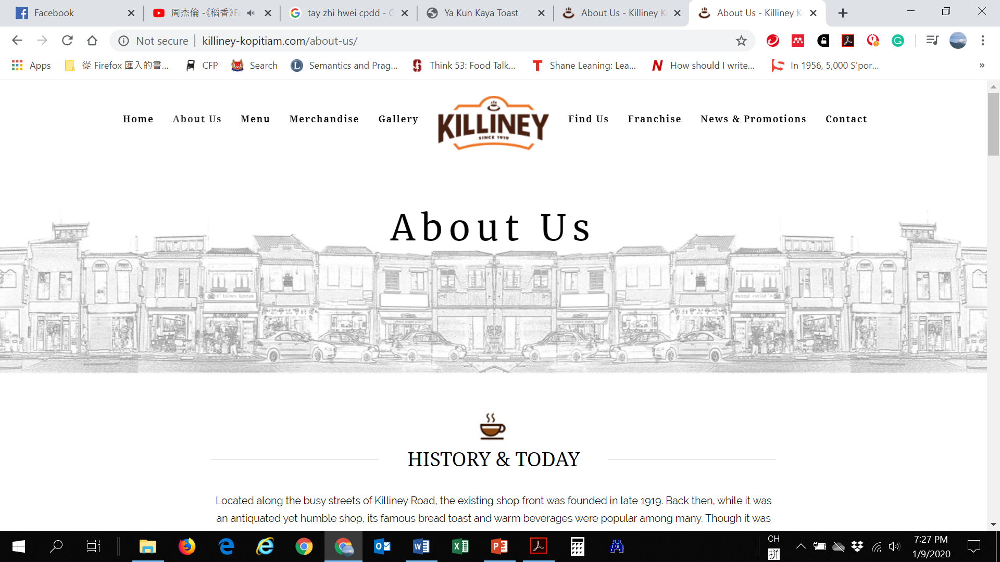 Facebook
周杰倫 -《稻香》Fa
tay zhi hwei cpdd - G
Ya Kun Kaya Toast
About Us - Killiney K
About Us - Killiney K
Not secure
killiney-kopitiam.com/about-us/
Apps
從 Firefox 匯入的書...
CFP
Search
Semantics and Prag...
Think 53: Food Talk...
Shane Leaning: Lea...
How should I write...
In 1956, 5,000 S'por...
Home
About Us
Menu
Merchandise
Gallery
KILLINEY
SINCE 1919
Find Us
Franchise
News & Promotions
Contact
About Us
HISTORY & TODAY
Located along the busy streets of Killiney Road, the existing shop front was founded in late 1919. Back then, while it was
an antiquated yet humble shop, its famous bread toast and warm beverages were popular among many. Though it was
CH
拼
7:27 PM
1/9/2020